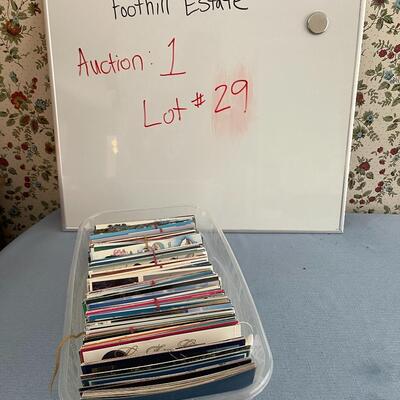 Foothill Estate
Auction: 1
Lot # 29